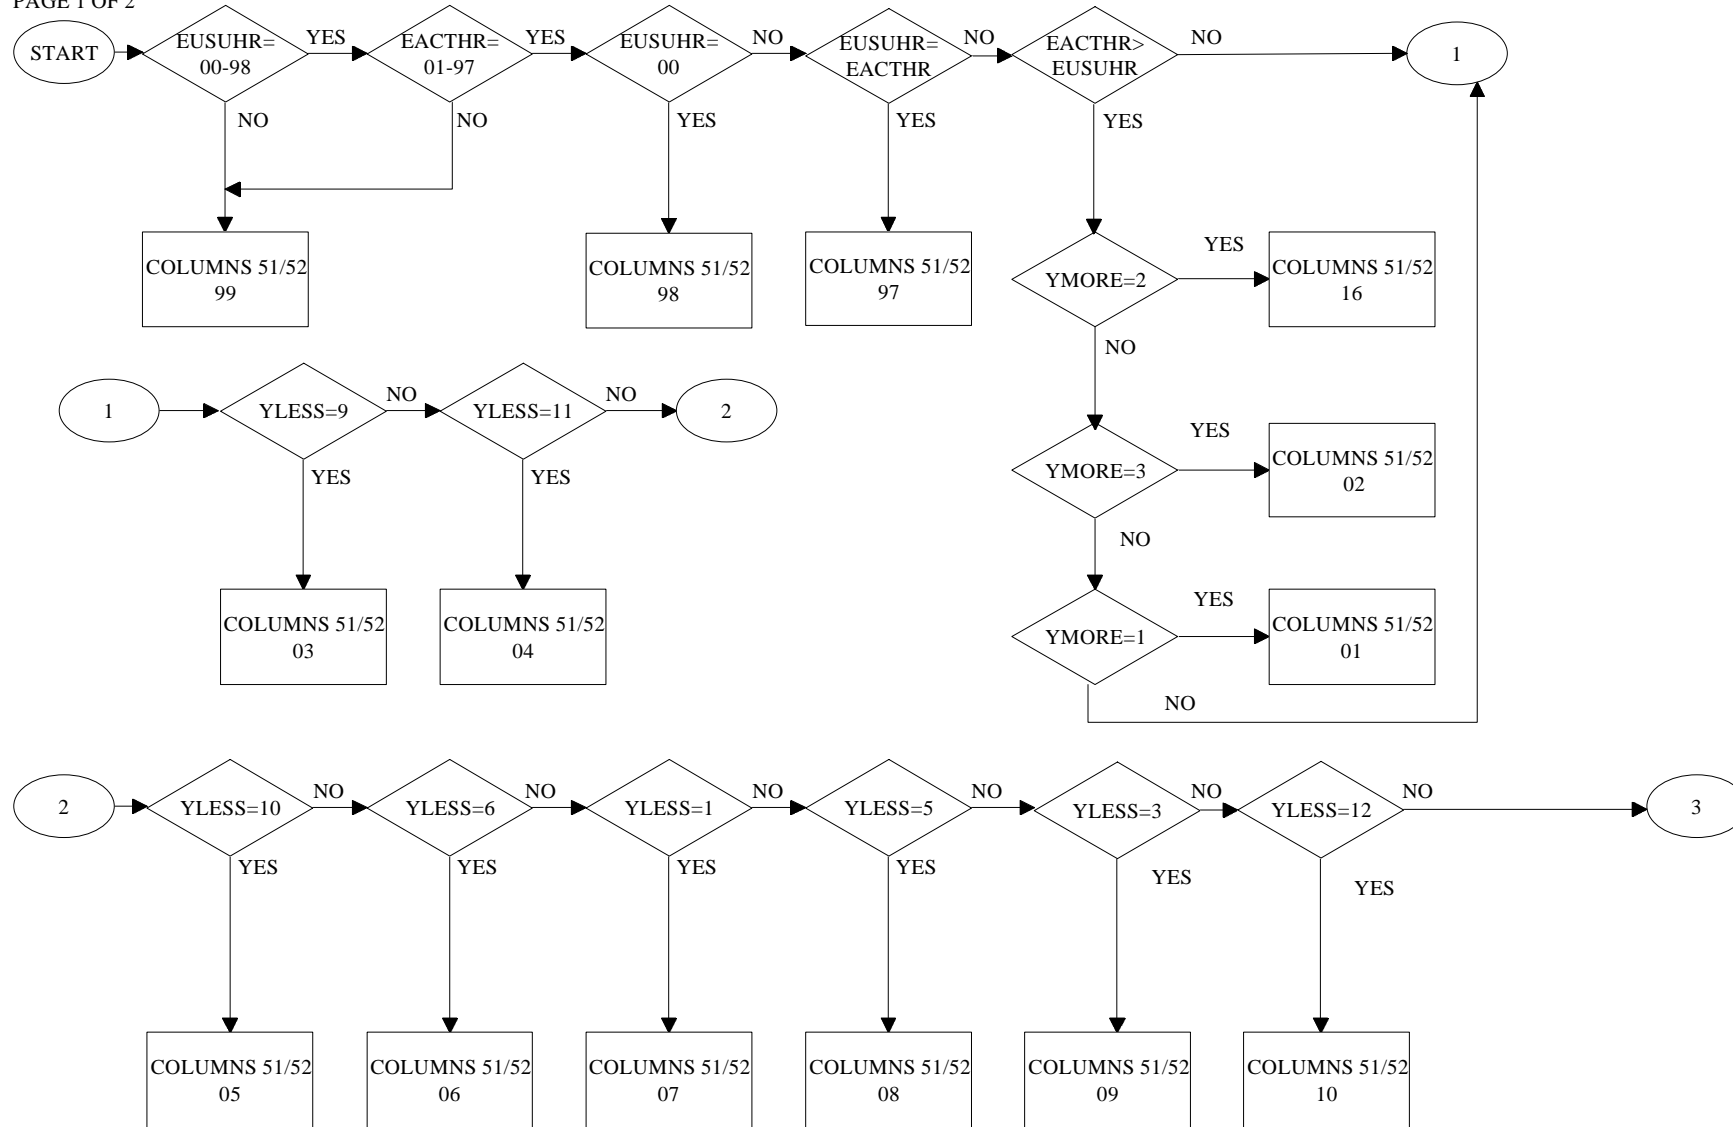 PAGE 1 OF 2
START
EUSUHR=
00-98
YES
NO
EACTHR=
01-97
YES
NO
EUSUHR=
00
NO
YES
EUSUHR=
EACTHR
NO
YES
EACTHR>
EUSUHR
NO
YES
1
COLUMNS 51/52
99
COLUMNS 51/52
98
COLUMNS 51/52
97
YMORE=2
YES
NO
COLUMNS 51/52
16
1
YLESS=9
NO
YES
YLESS=11
NO
YES
2
YMORE=3
YES
NO
COLUMNS 51/52
02
COLUMNS 51/52
03
COLUMNS 51/52
04
YMORE=1
YES
NO
COLUMNS 51/52
01
2
YLESS=10
NO
YES
YLESS=6
NO
YES
YLESS=1
NO
YES
YLESS=5
NO
YES
YLESS=3
NO
YES
YLESS=12
NO
YES
3
COLUMNS 51/52
05
COLUMNS 51/52
06
COLUMNS 51/52
07
COLUMNS 51/52
08
COLUMNS 51/52
09
COLUMNS 51/52
10